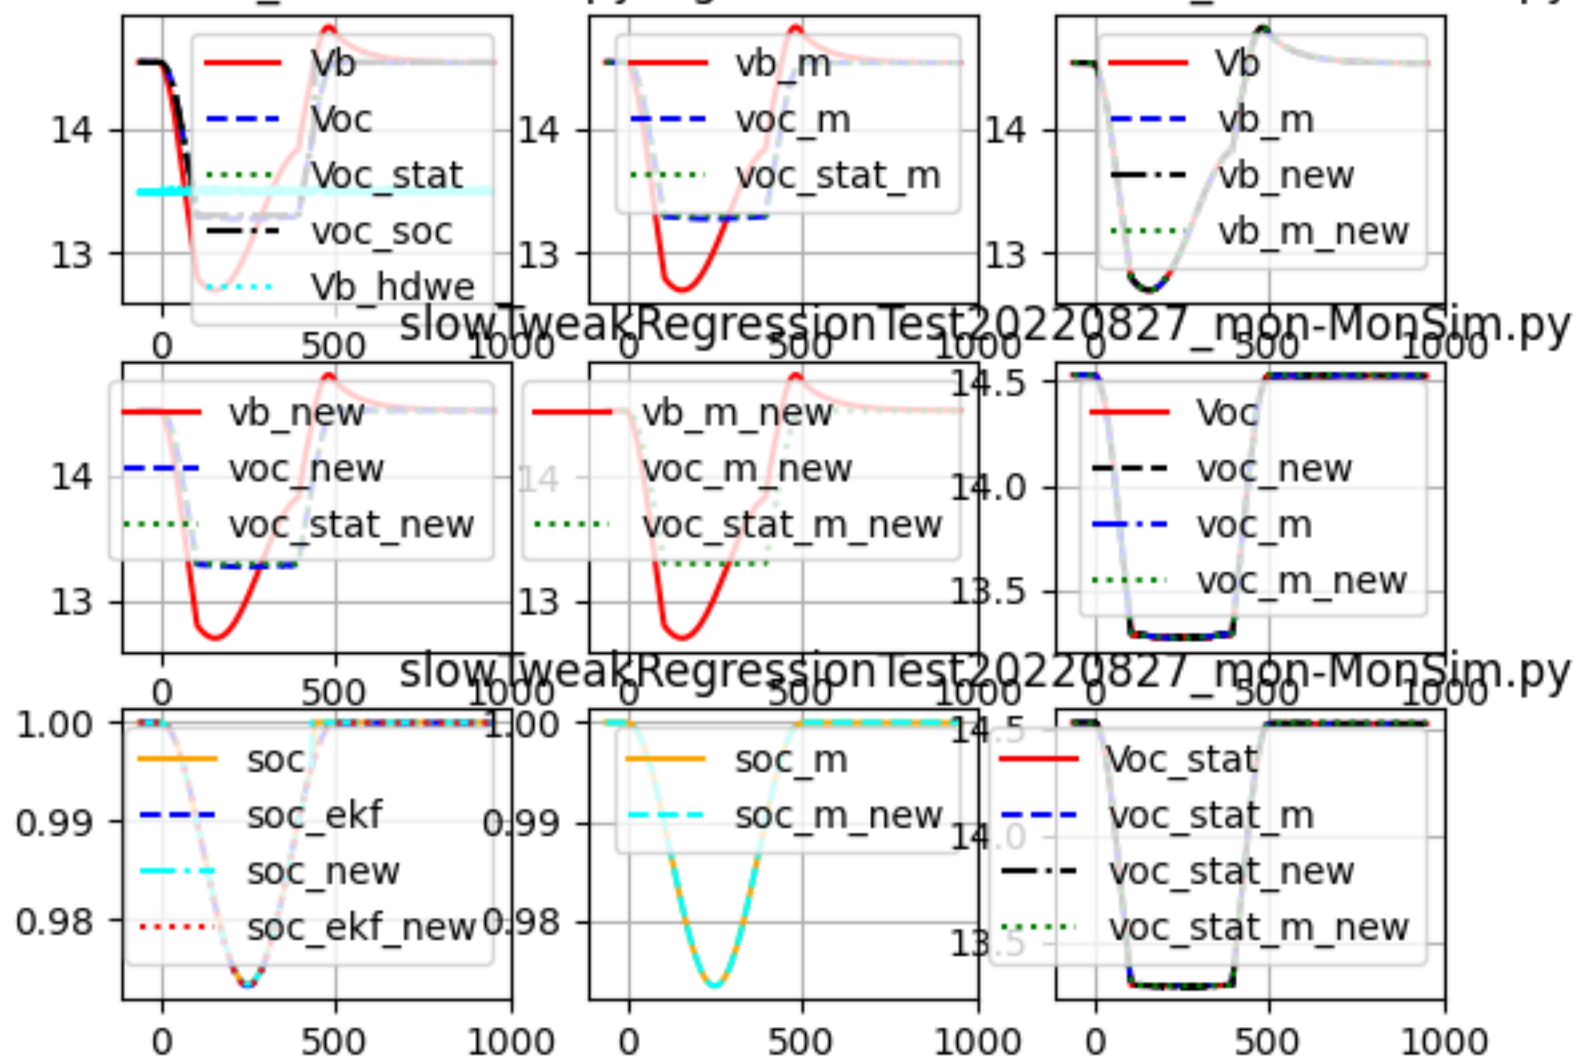 Vb
Voc
Voc_stat
voc_soc
Vb_hdwe
14
13
0
500
1000
vb_m
voc_m
voc_stat_m
14
13
0
500
1000
Vb
vb_m
vb_new
vb_m_new
14
13
0
500
1000
slowTweakRegressionTest20220827_mon-MonSim.py
vb_new
voc_new
voc_stat_new
14
13
0
500
1000
vb_m_new
voc_m_new
voc_stat_m_new
14
13
0
500
1000
Voc
voc_new
voc_m
voc_m_new
14.5
14.0
13.5
0
500
1000
slowTweakRegressionTest20220827_mon-MonSim.py
soc
soc_ekf
soc_new
soc_ekf_new
1.00
0.99
0.98
0
500
1000
soc_m
soc_m_new
1.00
0.99
0.98
0
500
1000
Voc_stat
voc_stat_m
voc_stat_new
voc_stat_m_new
14.5
14.0
13.5
0
500
1000